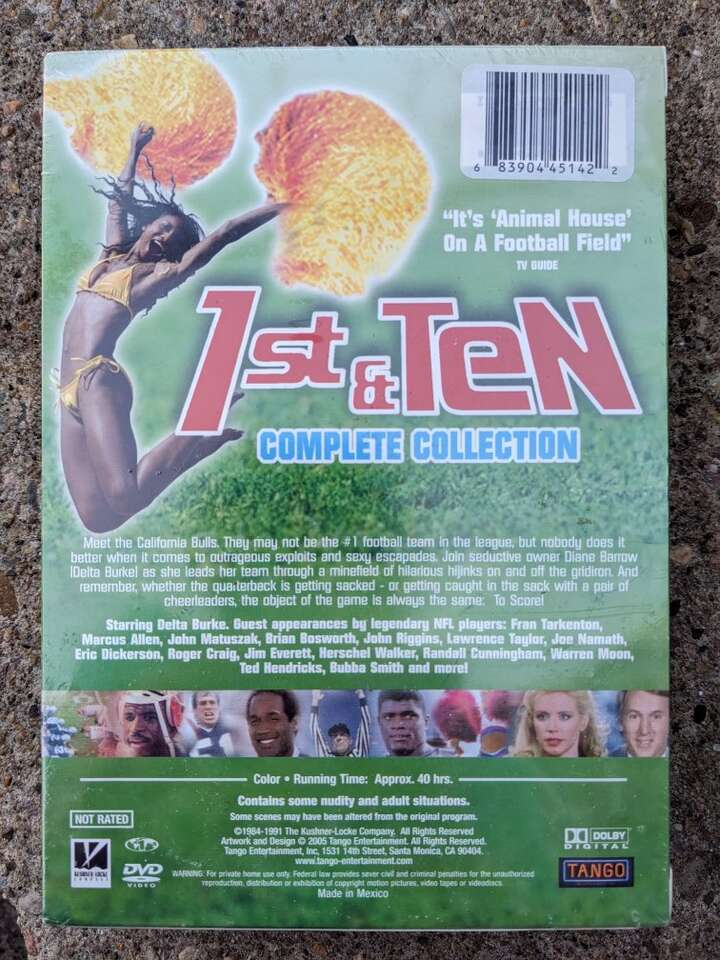 6 83904 45142 2
"It's 'Animal House'
On A Football Field"
TV GUIDE
1st & TeN
COMPLETE COLLECTION
Meet the California Bulls. They may not be the #1 football team in the league, but nobody does it
better when it comes to outrageous exploits and sexy escapades. Join seductive owner Diane Barrow
(Delta Burke) as she leads her team through a minefield of hilarious hijinks on and off the gridiron. And
remember, whether the quarterback is getting sacked - or getting caught in the sack with a pair of
cheerleaders, the object of the game is always the same: To Score!
Starring Delta Burke. Guest appearances by legendary NFL players: Fran Tarkenton,
Marcus Allen, John Matuszak, Brian Bosworth, John Riggins, Lawrence Taylor, Joe Namath,
Eric Dickerson, Roger Craig, Jim Everett, Herschel Walker, Randall Cunningham, Warren Moon,
Ted Hendricks, Bubba Smith and more!
Color • Running Time: Approx. 40 hrs.
Contains some nudity and adult situations.
Some scenes may have been altered from the original program.
NOT RATED
©1984-1991 The Kushner-Locke Company. All Rights Reserved
Artwork and Design © 2005 Tango Entertainment. All Rights Reserved.
Tango Entertainment, Inc, 1531 14th Street, Santa Monica, CA 90404.
www.tango-entertainment.com
WARNING: For private home use only. Federal law provides sever civil and criminal penalties for the unauthorized
reproduction, distribution or exhibition of copyright motion pictures, video tapes or videodiscs.
Made in Mexico
KUSHNER LOCKE
COMPANY
DVD
VIDEO
DOLBY
DIGITAL
TANGO